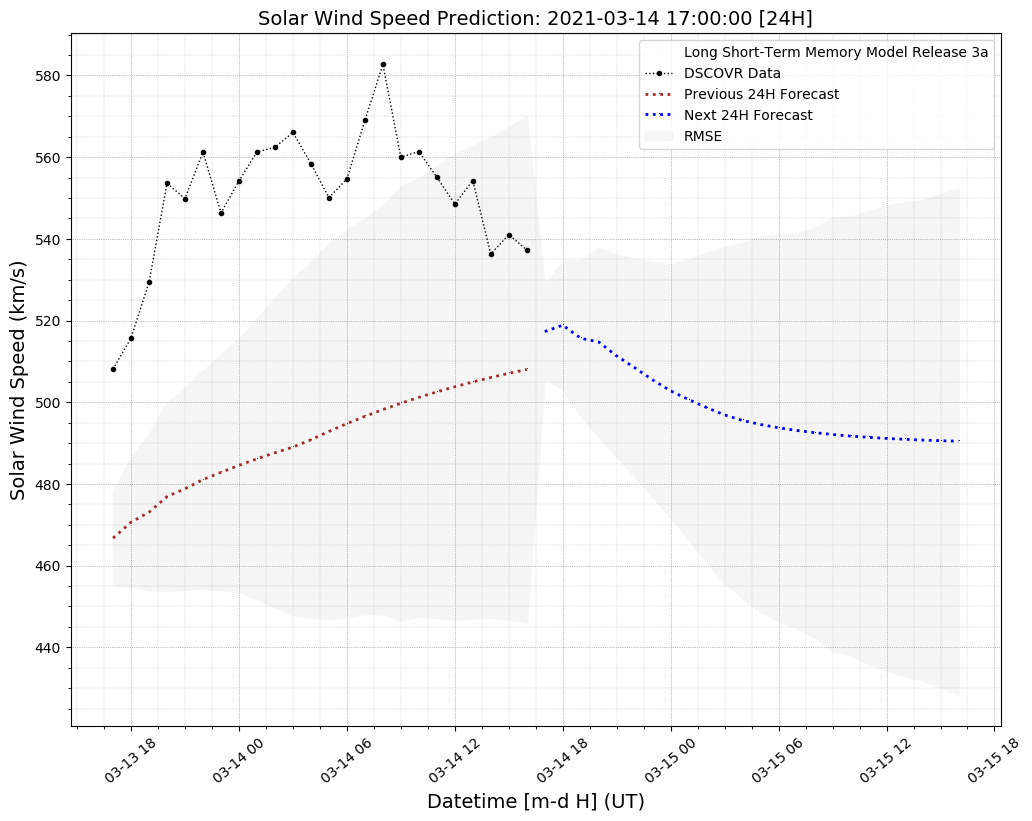 Solar Wind Speed Prediction: 2021-03-14 17:00:00 [24H]
Long Short-Term Memory Model Release 3a
DSCOVR Data
Previous 24H Forecast
Next 24H Forecast
RMSE
Solar Wind Speed (km/s)
580
560
540
520
500
480
460
440
03-13 18
03-14 00
03-14 06
03-14 12
03-14 18
03-15 00
03-15 06
03-15 12
03-15 18
Datetime [m-d H] (UT)